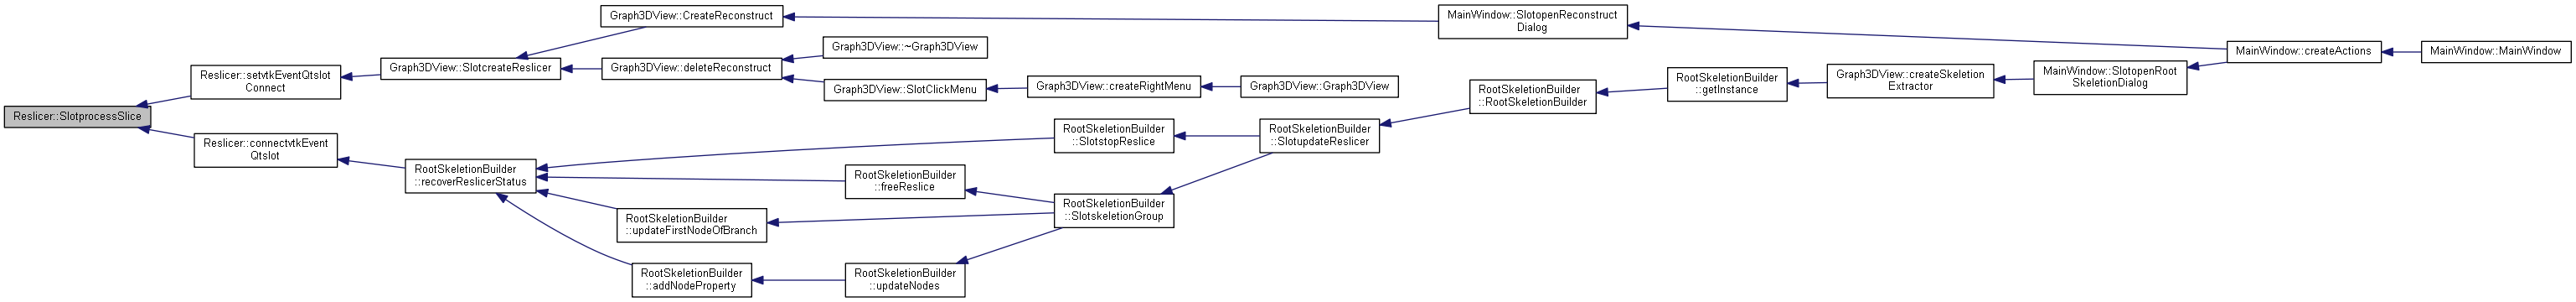 Reslicer::SlotprocessSlice
Reslicer::setvtkEventQtslot
Connect
Reslicer::connectvtkEvent
Qtslot
Graph3DView::SlotcreateReslicer
Graph3DView::CreateReconstruct
Graph3DView::deleteReconstruct
Graph3DView::~Graph3DView
Graph3DView::SlotClickMenu
Graph3DView::createRightMenu
Graph3DView::Graph3DView
MainWindow::SlotopenReconstruct
Dialog
MainWindow::createActions
MainWindow::MainWindow
RootSkeletionBuilder
::recoverReslicerStatus
RootSkeletionBuilder
::SlotstopReslice
RootSkeletionBuilder
::freeReslice
RootSkeletionBuilder
::updateFirstNodeOfBranch
RootSkeletionBuilder
::addNodeProperty
RootSkeletionBuilder
::updateNodes
RootSkeletionBuilder
::SlotskeletionGroup
RootSkeletionBuilder
::SlotupdateReslicer
RootSkeletionBuilder
::RootSkeletionBuilder
RootSkeletionBuilder
::getInstance
Graph3DView::createSkeletion
Extractor
MainWindow::SlotopenRoot
SkeletionDialog